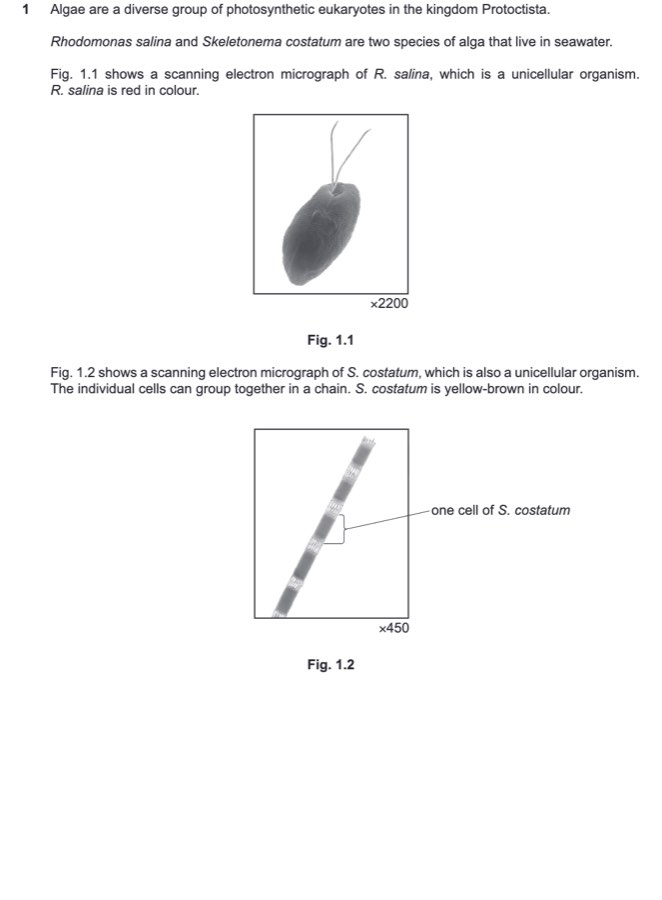 1 Algae are a diverse group of photosynthetic eukaryotes in the kingdom Protoctista.
Rhodomonas salina and Skeletonema costatum are two species of alga that live in seawater.
Fig. 1.1 shows a scanning electron micrograph of R. salina, which is a unicellular organism.
R. salina is red in colour.
×2200
Fig. 1.1
Fig. 1.2 shows a scanning electron micrograph of S. costatum, which is also a unicellular organism.
The individual cells can group together in a chain. S. costatum is yellow-brown in colour.
one cell of S. costatum
×450
Fig. 1.2